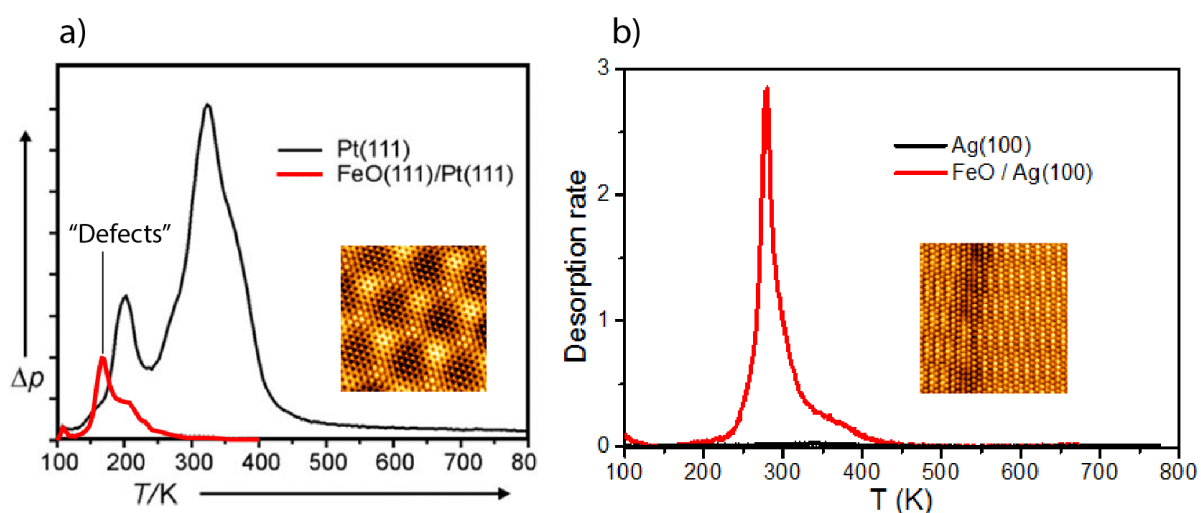 a)
Pt(111)
FeO(111)/Pt(111)
“Defects”
Δp
100 200 300 400 500 600 700 80
T/K
b)
3
2
1
0
Desorption rate
Ag(100)
FeO / Ag(100)
100 200 300 400 500 600 700 800
T (K)